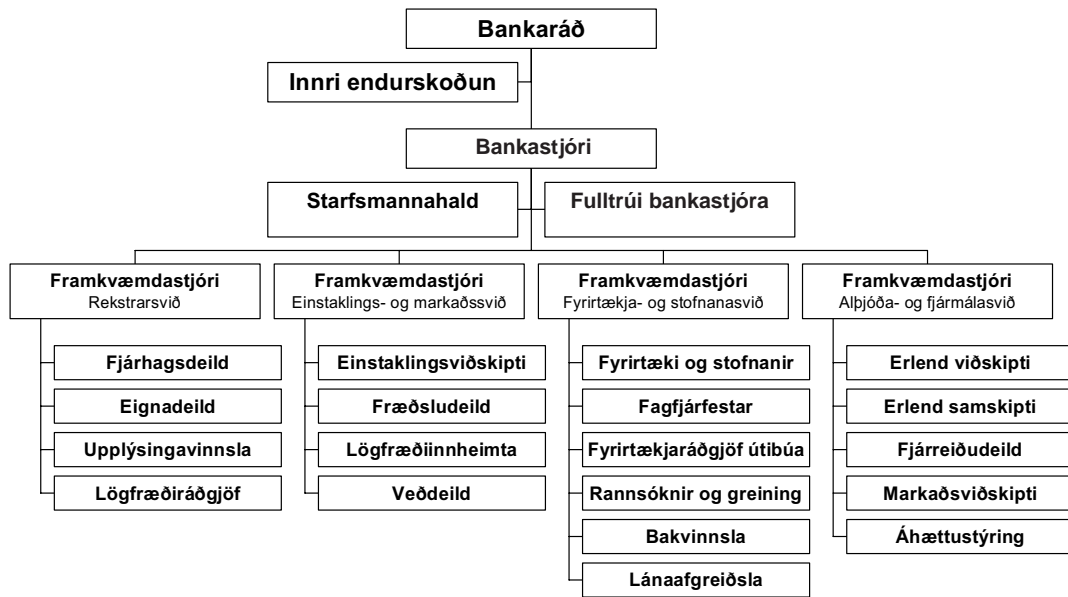 Bankaráð
Innri endurskoðun
Bankastjóri
Starfsmannahald
Fulltrúi bankastjóra
Framkvæmdastjóri
Rekstrarsvið
Fjárhagsdeild
Eignadeild
Upplýsingavinnsla
Lögfræðiráðgjöf
Framkvæmdastjóri
Einstaklings- og markaðssvið
Einstaklingsviðskipti
Fræðsludeild
Lögfræðiinnheimta
Veðdeild
Framkvæmdastjóri
Fyrirtækja- og stofnanasvið
Fyrirtæki og stofnanir
Fagfjárfestar
Fyrirtækjaráðgjöf útibúa
Rannsóknir og greining
Bakvinnsla
Lánaafgreiðsla
Framkvæmdastjóri
Alþjóða- og fjármálasvið
Erlend viðskipti
Erlend samskipti
Fjárreiðudeild
Markaðsviðskipti
Áhættustýring